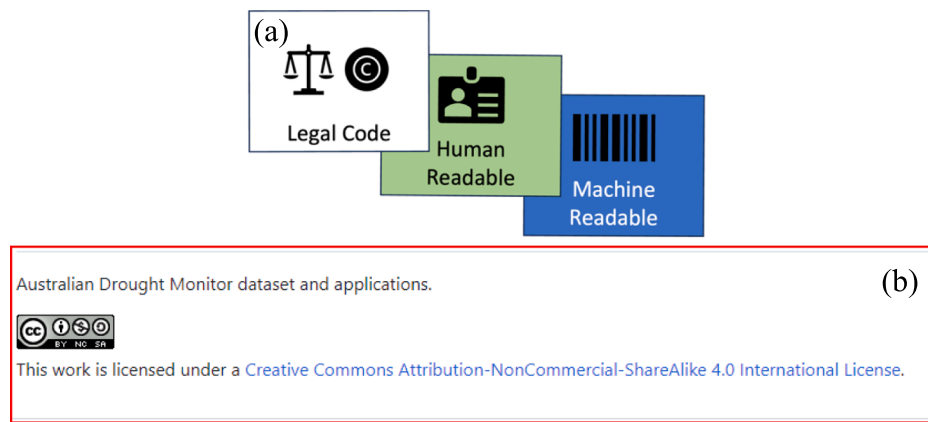 (a)
©
Legal Code
Human
Readable
Machine
Readable
(b)
Australian Drought Monitor dataset and applications.
cc
BY NC SA
This work is licensed under a Creative Commons Attribution-NonCommercial-ShareAlike 4.0 International License.